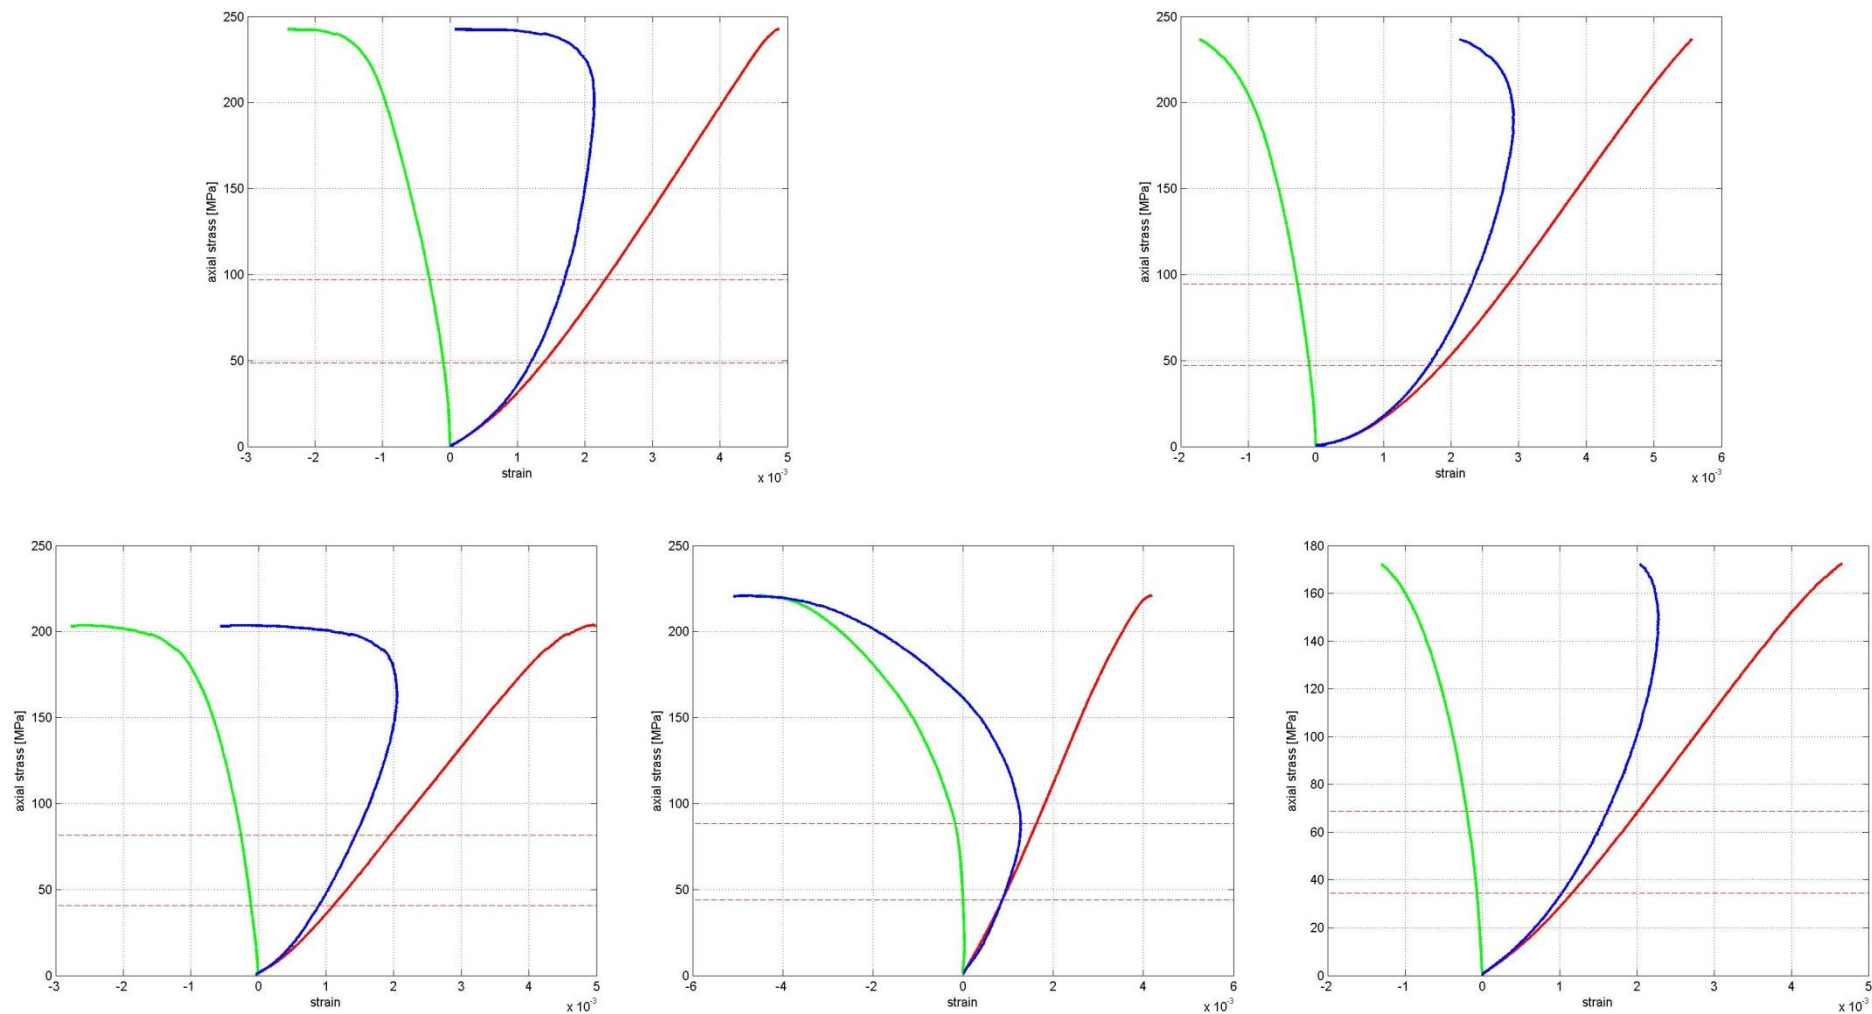 250
200
150
100
50
0
axial strass [MPa]
-3 -2 -1 0 1 2 3 4 5
strain
x 10-3
250
200
150
100
50
0
axial strass [MPa]
-2 -1 0 1 2 3 4 5 6
strain
x 10-3
250
200
150
100
50
0
axial strass [MPa]
-3 -2 -1 0 1 2 3 4 5
strain
x 10-3
250
200
150
100
50
0
axial strass [MPa]
-6 -4 -2 0 2 4 6
strain
x 10-3
180
160
140
120
100
80
60
40
20
0
axial strass [MPa]
-2 -1 0 1 2 3 4 5
strain
x 10-3